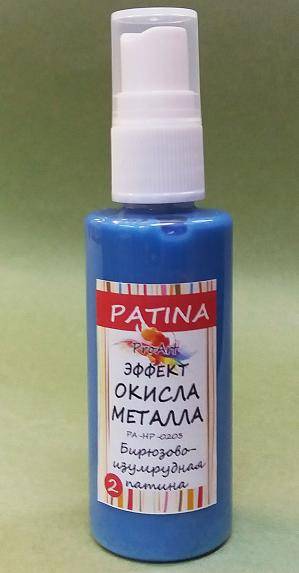 PATINA
ProArt
ЭФФЕКТ
ОКИСЛА
МЕТАЛЛА
PA-HP-0203
Бирюзово-
изумрудная
2 патина